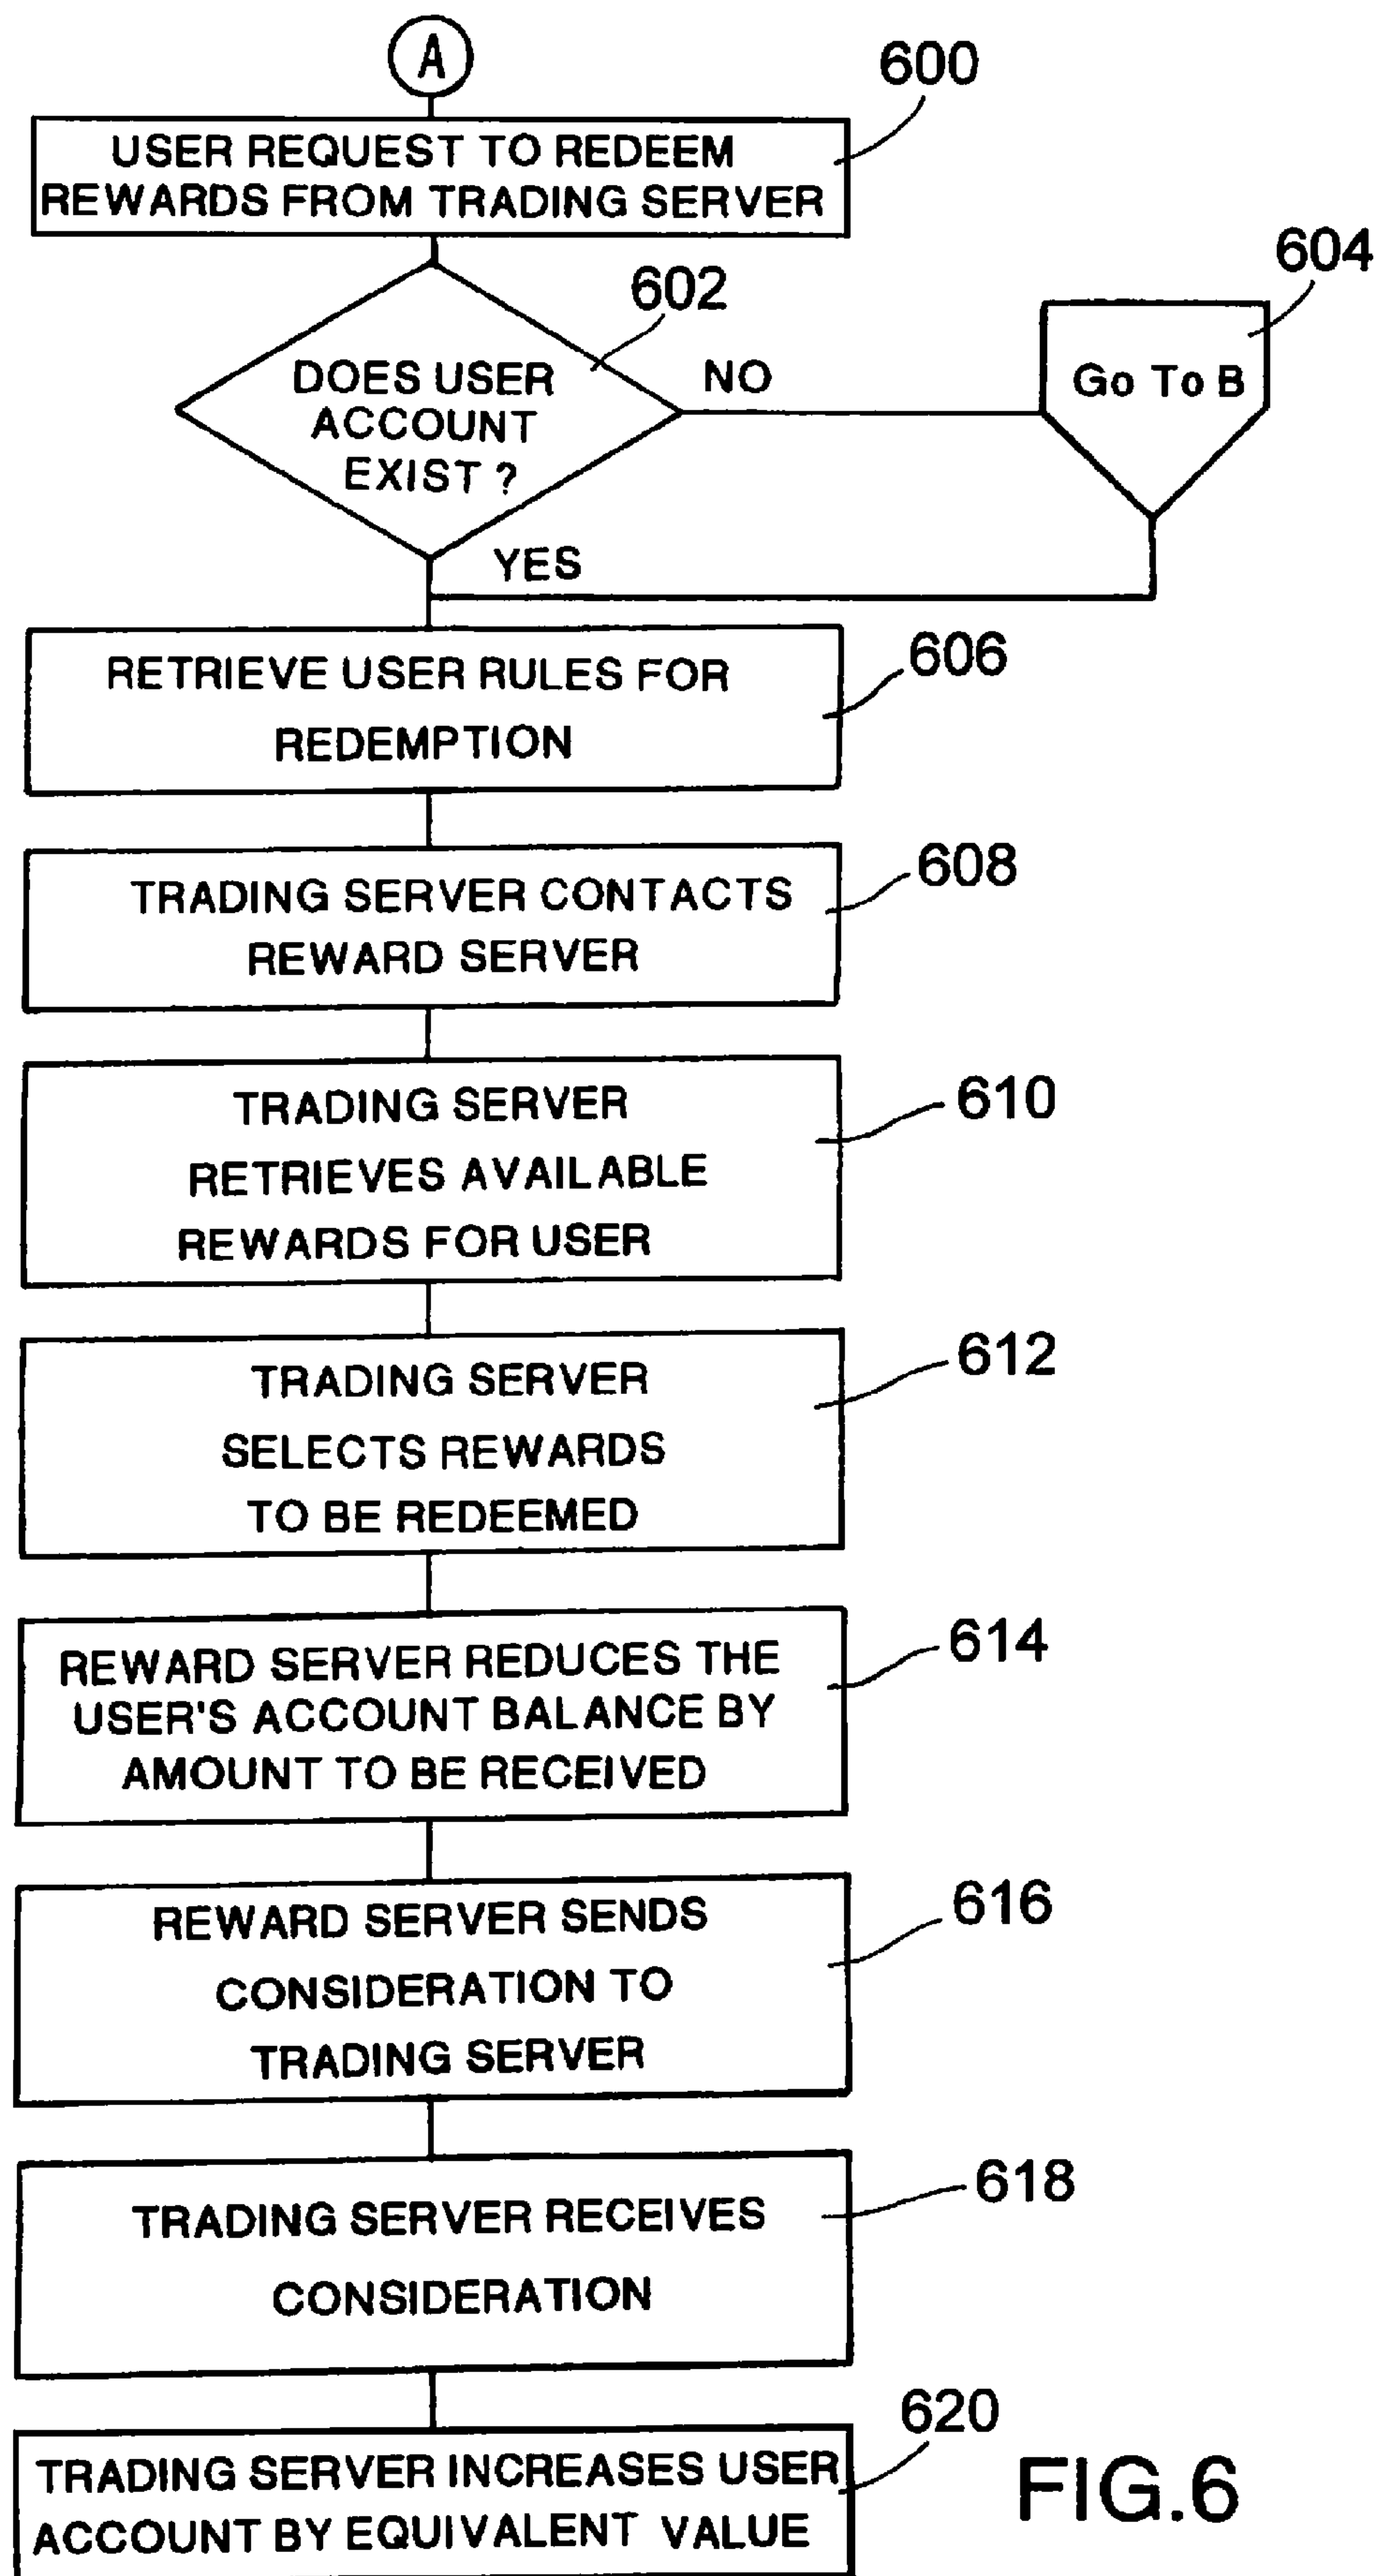 A
600
USER REQUEST TO REDEEM
REWARDS FROM TRADING SERVER
602
604
DOES USER
ACCOUNT
EXIST ?
NO
Go To B
YES
606
RETRIEVE USER RULES FOR
REDEMPTION
608
TRADING SERVER CONTACTS
REWARD SERVER
610
TRADING SERVER
RETRIEVES AVAILABLE
REWARDS FOR USER
612
TRADING SERVER
SELECTS REWARDS
TO BE REDEEMED
614
REWARD SERVER REDUCES THE
USER'S ACCOUNT BALANCE BY
AMOUNT TO BE RECEIVED
616
REWARD SERVER SENDS
CONSIDERATION TO
TRADING SERVER
618
TRADING SERVER RECEIVES
CONSIDERATION
620
TRADING SERVER INCREASES USER
ACCOUNT BY EQUIVALENT VALUE
FIG.6